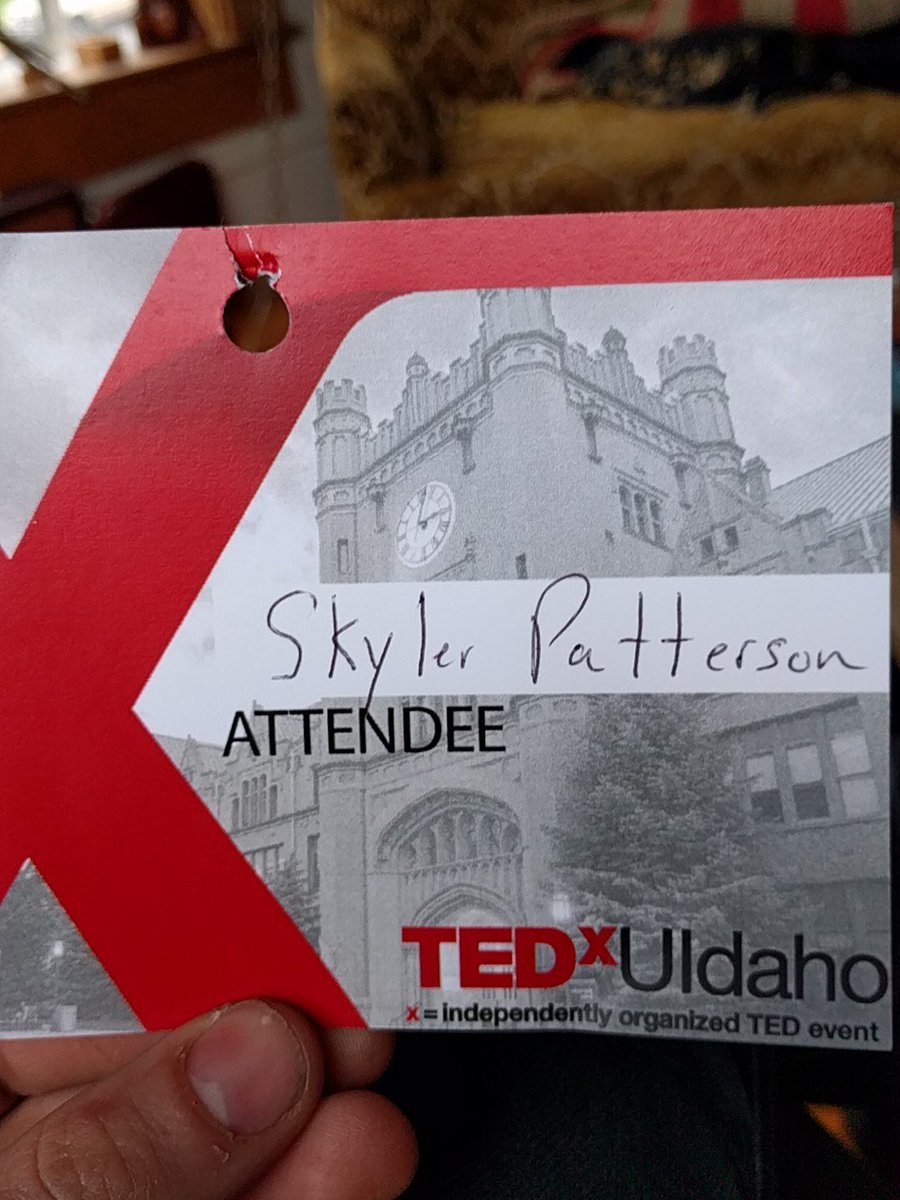 Skyler Patterson
ATTENDEE
TEDxUIdaho
x = independently organized TED event